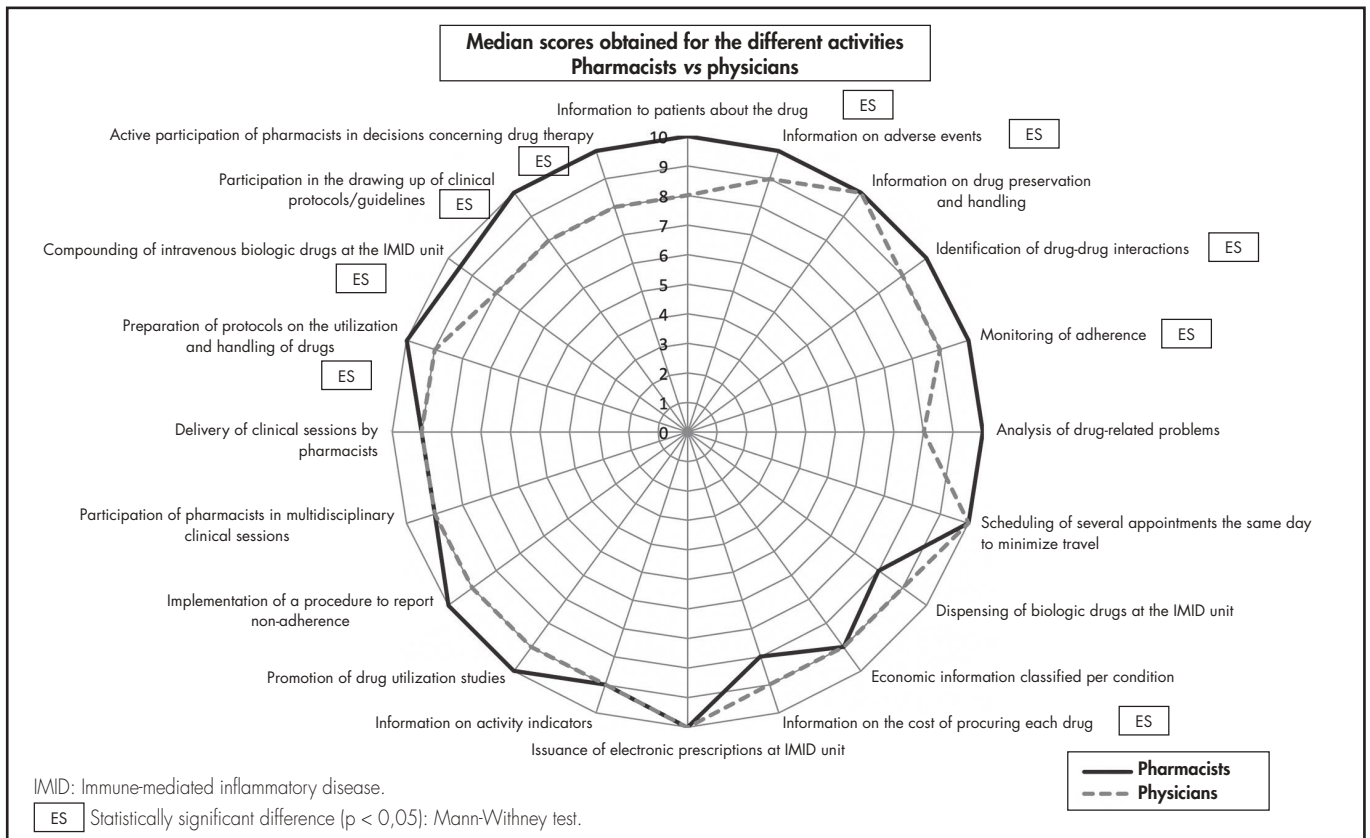 Median scores obtained for the different activities
Pharmacists vs physicians
Information to patients about the drug
ES
Information on adverse events
ES
Information on drug preservation
and handling
Identification of drug-drug interactions
ES
Monitoring of adherence
ES
Analysis of drug-related problems
Scheduling of several appointments the same day
to minimize travel
Dispensing of biologic drugs at the IMID unit
Economic information classified per condition
Information on the cost of procuring each drug
ES
Issuance of electronic prescriptions at IMID unit
Information on activity indicators
Promotion of drug utilization studies
Implementation of a procedure to report
non-adherence
Participation of pharmacists in multidisciplinary
clinical sessions
Delivery of clinical sessions by
pharmacists
Preparation of protocols on the utilization
and handling of drugs
ES
Compounding of intravenous biologic drugs at the IMID unit
ES
Participation in the drawing up of clinical
protocols/guidelines
ES
Active participation of pharmacists in decisions concerning drug therapy
ES
10
9
8
7
6
5
4
3
2
1
0
Pharmacists
Physicians
IMID: Immune-mediated inflammatory disease.
ES Statistically significant difference (p < 0,05): Mann-Withney test.